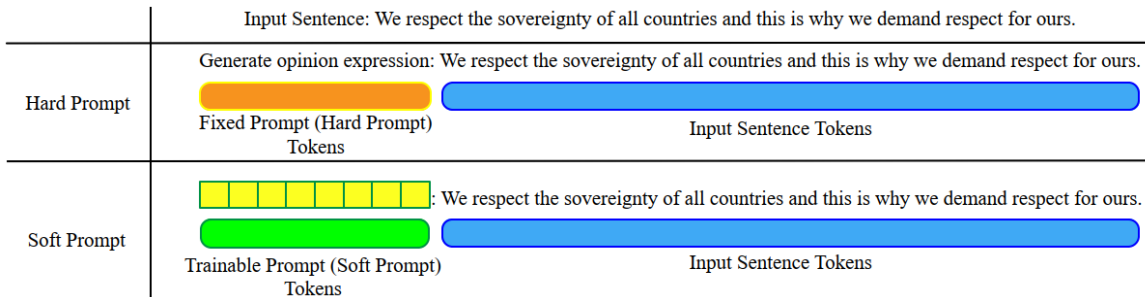 Input Sentence: We respect the sovereignty of all countries and this is why we demand respect for ours.
Hard Prompt
Generate opinion expression: We respect the sovereignty of all countries and this is why we demand respect for ours.
Fixed Prompt (Hard Prompt)
Tokens
Input Sentence Tokens
Soft Prompt
: We respect the sovereignty of all countries and this is why we demand respect for ours.
Trainable Prompt (Soft Prompt)
Tokens
Input Sentence Tokens